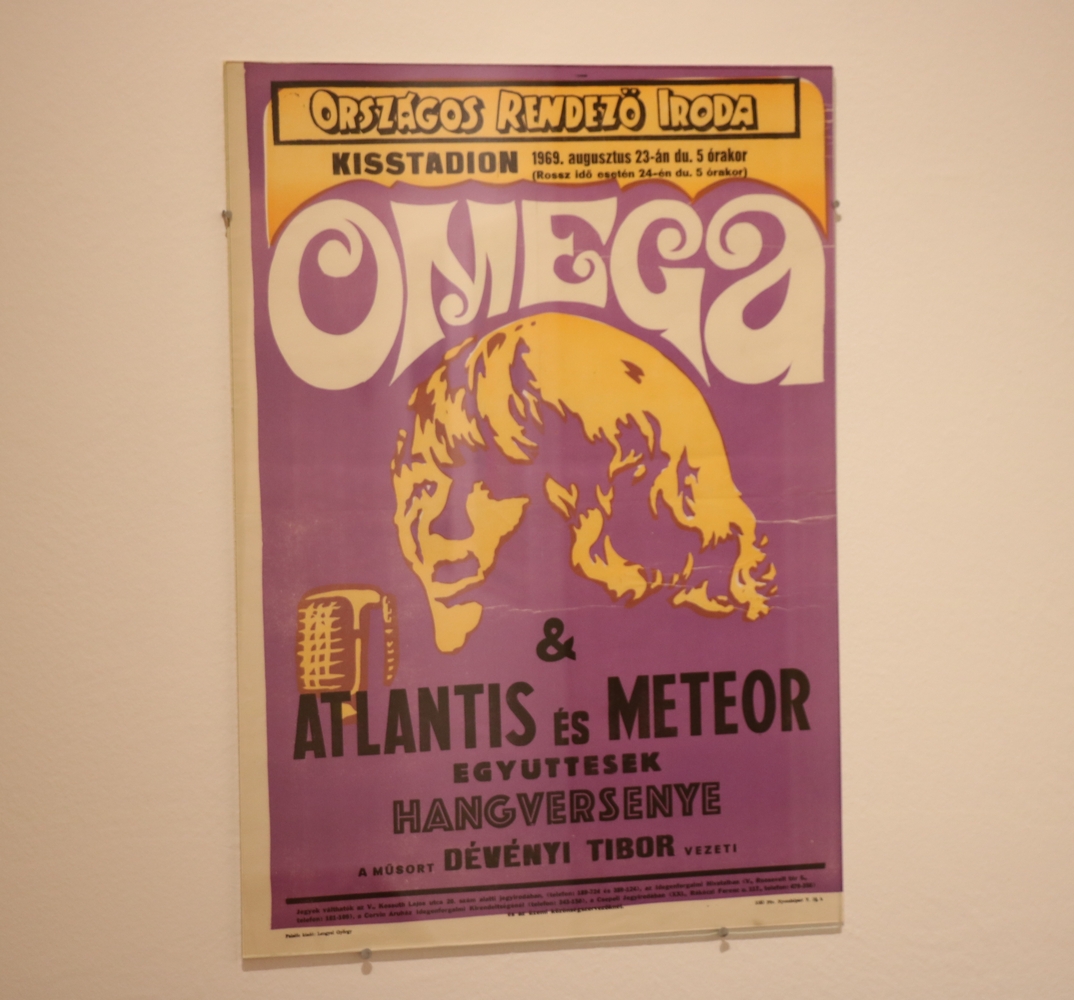 ORSZÁGOS RENDEZŐ IRODA
KISSTADION
1969. augusztus 23-án du. 5 órakor
(Rossz idő esetén 24-én du. 5 órakor)
OMEGA
&
ATLANTIS ÉS METEOR
EGYUTTESEK
HANGVERSENYE
A MŰSORT DÉVÉNYI TIBOR VEZETI